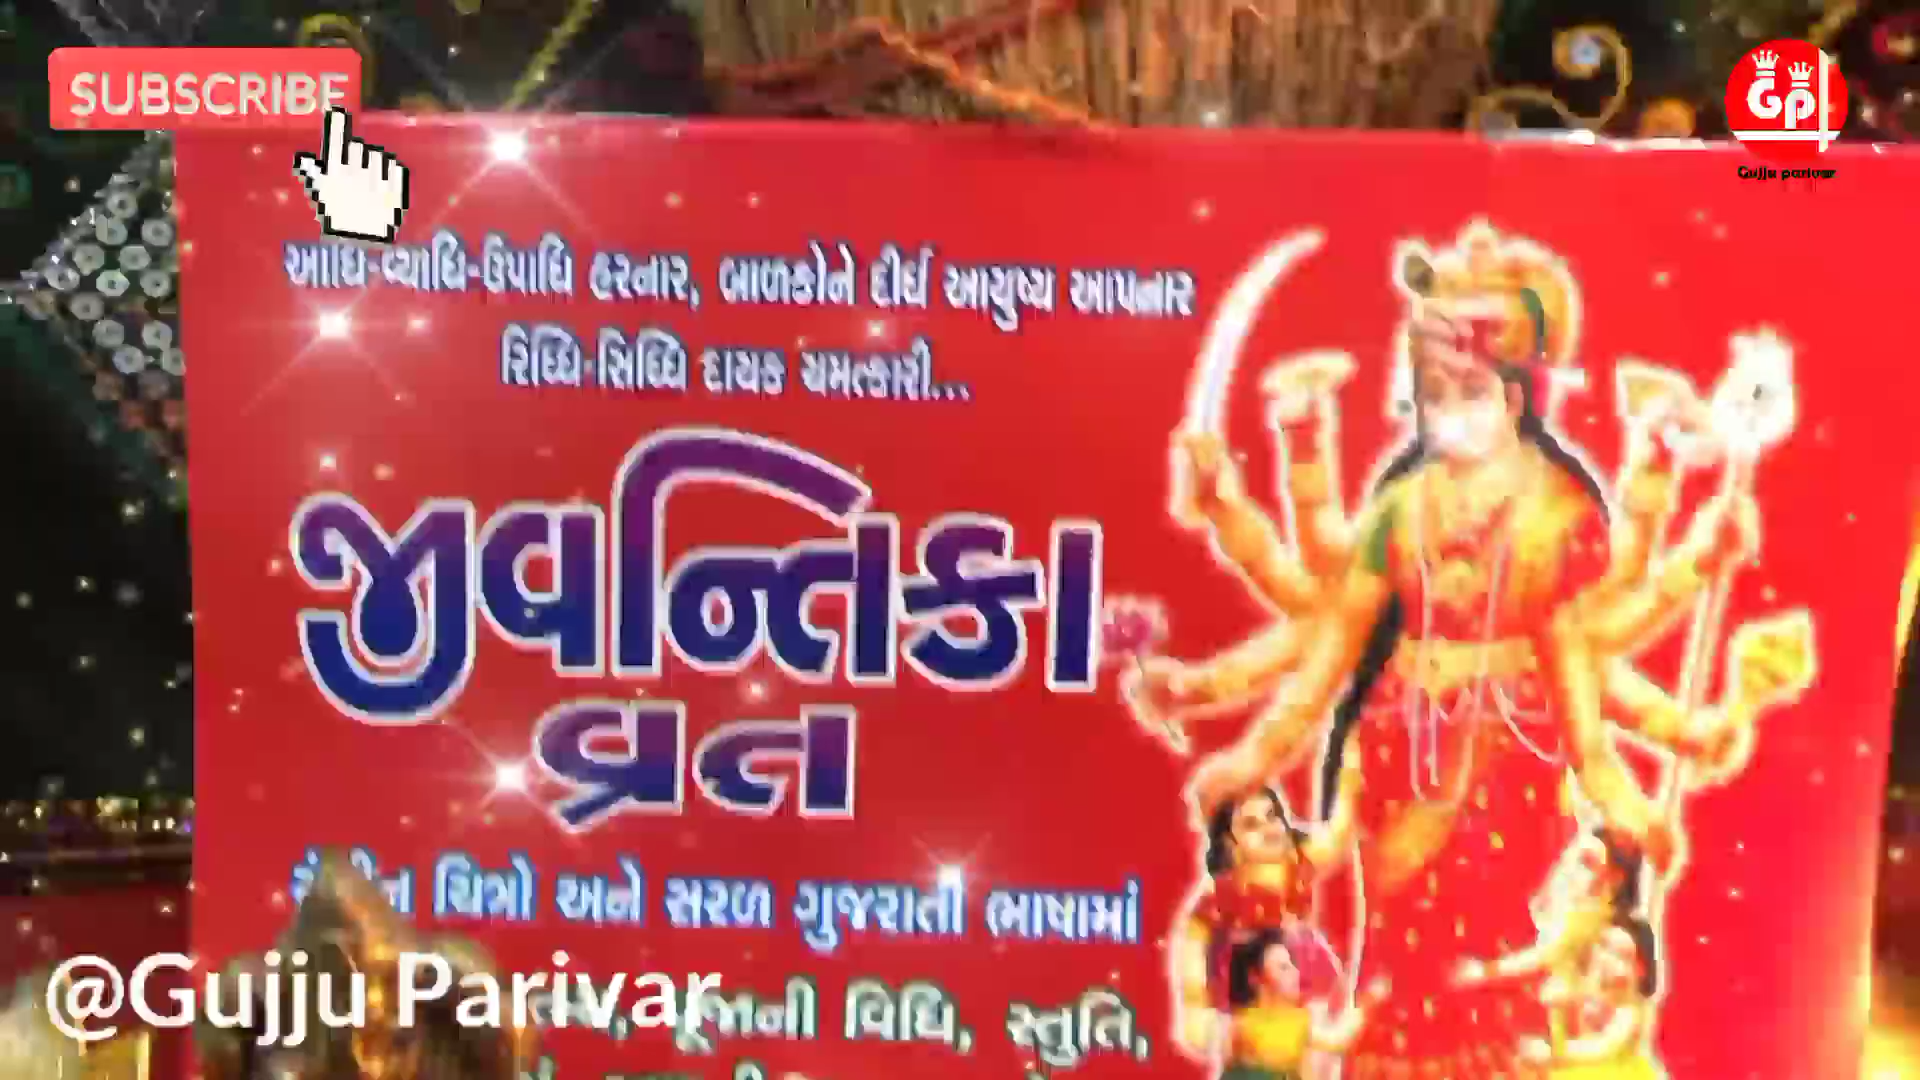 SUBSCRIBE
Gp
Gujju parivar
આધિ-વ્યાધિ-ઉપાધિ હરનાર, બાળકોને દીર્ઘ આયુષ્ય આપનાર
રિધ્ધિ-સિધ્ધિ દાયક ચમત્કારી...
જીવન્તિકા
વ્રત
ચિત્રો અને સરળ ગુજરાતી ભાષામાં
@Gujju Parivar
પૂજાની વિધિ, સ્તુતિ,